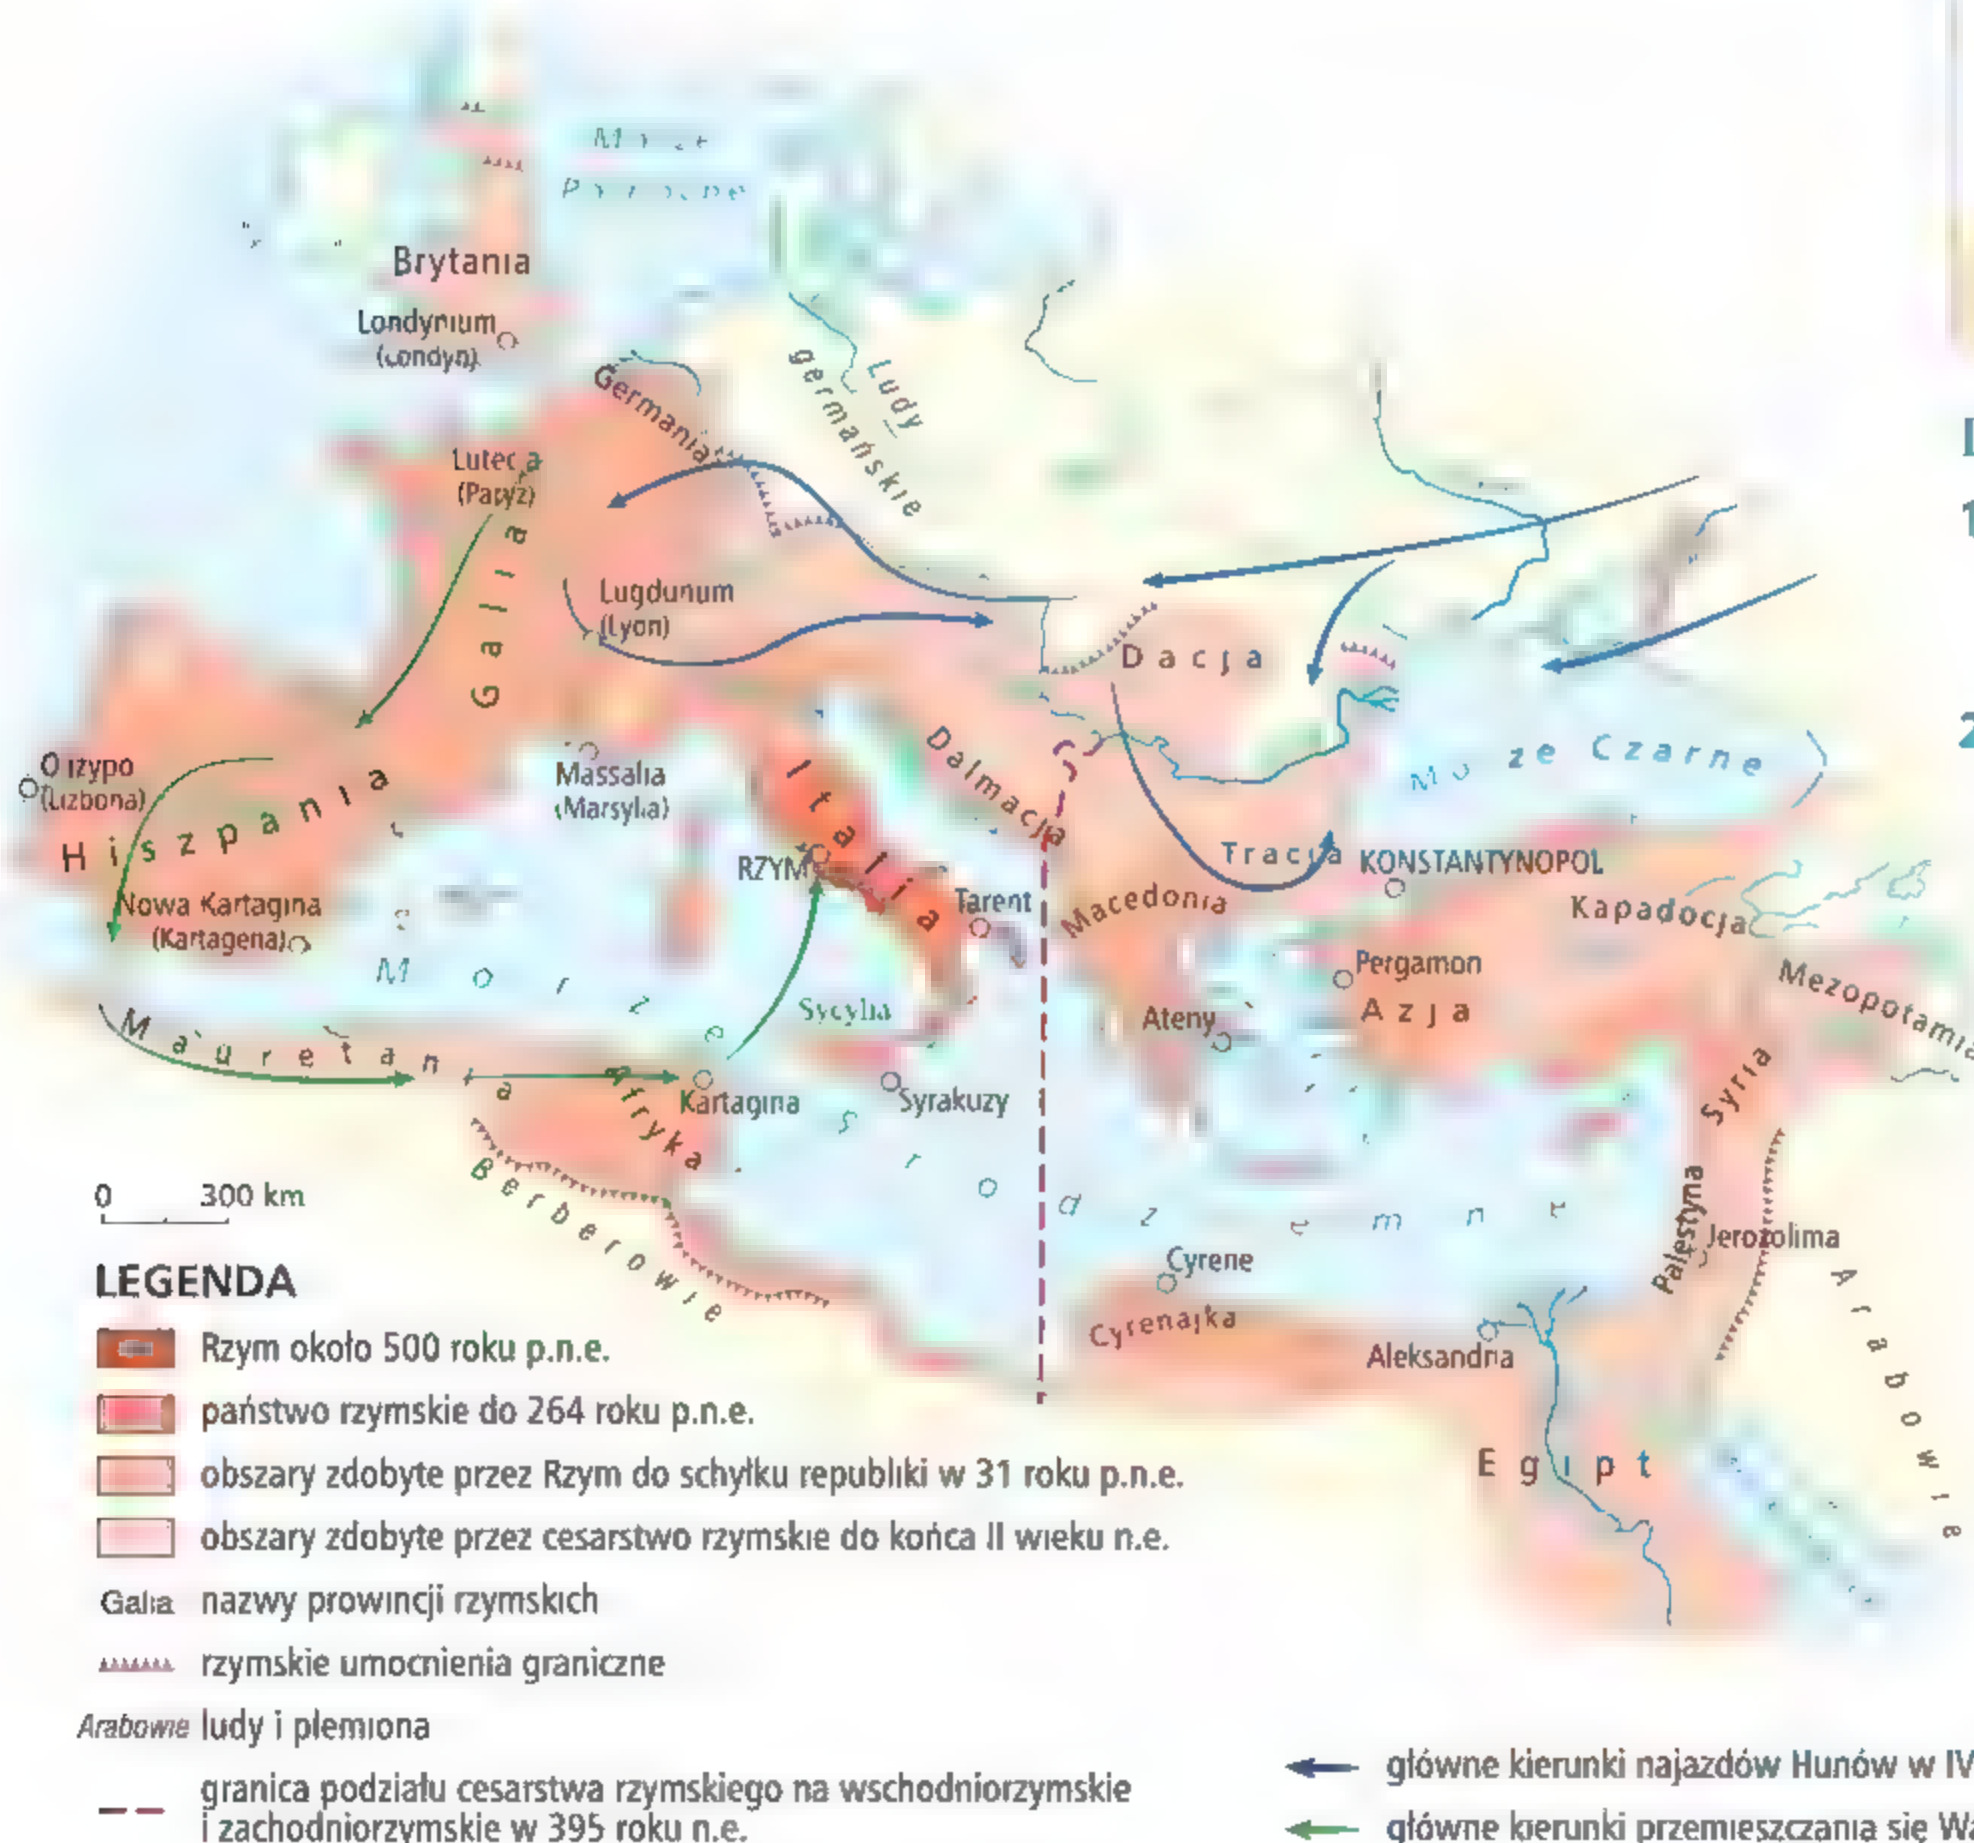 Brytania
Londynium
(Londyn)
Germania
Ludy
germańskie
Lutecja
(Paryż)
Galia
Lugdunum
(Lyon)
Dacja
Morze Czarne
Dalmacja
Italia
Massalia
(Marsylia)
(Lizbona)
Hiszpania
RZYM
Tracja
KONSTANTYNOPOL
Nowa Kartagina
(Kartagena)
Tarent
Macedonia
Kapadocja
Pergamon
Azja
Mezopotamia
Morze
Sycylia
Ateny
Mauretania
Afryka
Kartagina
Syrakuzy
Syria
Śródziemne
Berberowie
Palestyna
Jerozolima
Cyrene
Cyrenajka
Aleksandria
Arabowie
Egipt
0 300 km
LEGENDA
Rzym około 500 roku p.n.e.
państwo rzymskie do 264 roku p.n.e.
obszary zdobyte przez Rzym do schyłku republiki w 31 roku p.n.e.
obszary zdobyte przez cesarstwo rzymskie do końca II wieku n.e.
Galia nazwy prowincji rzymskich
rzymskie umocnienia graniczne
Arabowie ludy i plemiona
granica podziału cesarstwa rzymskiego na wschodniorzymskie
i zachodniorzymskie w 395 roku n.e.
główne kierunki najazdów Hunów w IV
główne kierunki przemieszczania się Wa
1
2